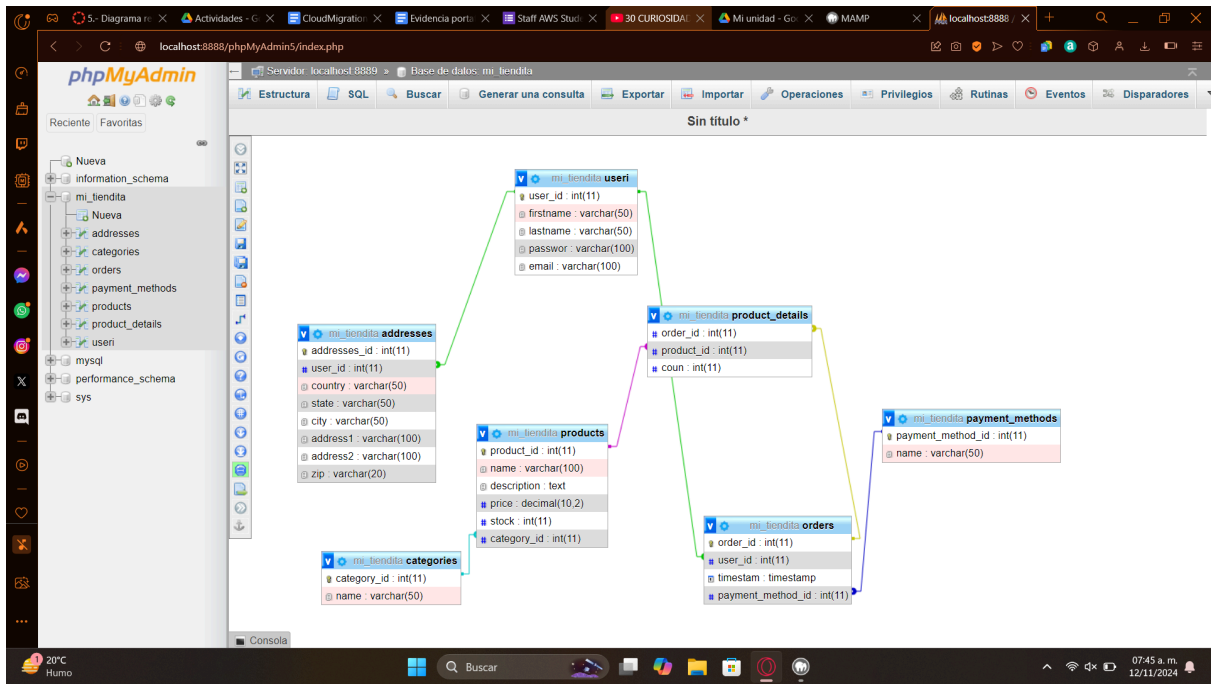 5.- Diagrama re
Actividades - G
CloudMigration
Evidencia porta
Staff AWS Stude
30 CURIOSIDAD
Mi unidad - Goo
MAMP
localhost:8888 /
localhost:8888/phpMyAdmin5/index.php
phpMyAdmin
Reciente Favoritas
Nueva
information_schema
mi_tiendita
Nueva
addresses
categories
orders
payment_methods
products
product_details
useri
mysql
performance_schema
sys
Servidor: localhost:8889 » Base de datos: mi_tiendita
Estructura SQL Buscar Generar una consulta Exportar Importar Operaciones Privilegios Rutinas Eventos Disparadores
Sin título *
v mi_tiendita useri
user_id : int(11)
firstname : varchar(50)
lastname : varchar(50)
passwor : varchar(100)
email : varchar(100)
v mi_tiendita product_details
order_id : int(11)
product_id : int(11)
coun : int(11)
v mi_tiendita addresses
addresses_id : int(11)
user_id : int(11)
country : varchar(50)
state : varchar(50)
city : varchar(50)
address1 : varchar(100)
address2 : varchar(100)
zip : varchar(20)
v mi_tiendita products
product_id : int(11)
name : varchar(100)
description : text
price : decimal(10,2)
stock : int(11)
category_id : int(11)
v mi_tiendita payment_methods
payment_method_id : int(11)
name : varchar(50)
v mi_tiendita orders
order_id : int(11)
user_id : int(11)
timestam : timestamp
payment_method_id : int(11)
v mi_tiendita categories
category_id : int(11)
name : varchar(50)
Consola
1
20°C
Humo
Buscar
07:45 a. m.
12/11/2024